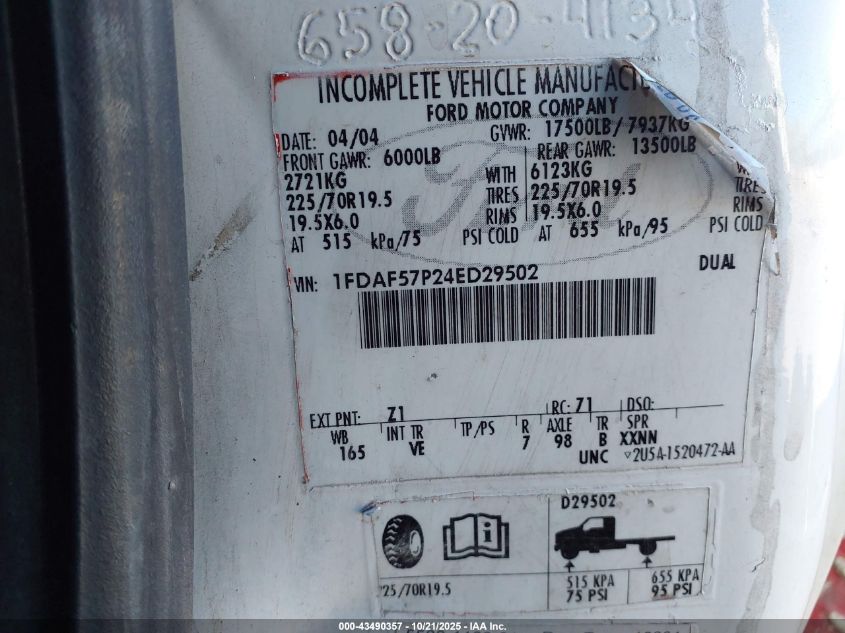 658-20-4134
INCOMPLETE VEHICLE MANUFACT
FORD MOTOR COMPANY
DATE: 04/04 GVWR: 17500LB / 7937KG
FRONT GAWR: 6000LB REAR GAWR: 13500LB
2721KG WITH 6123KG WITH
225/70R19.5 TIRES 225/70R19.5 TIRES
19.5X6.0 RIMS 19.5X6.0 RIMS
AT 515 kPa/75 PSI COLD AT 655 kPa/95 PSI COLD
DUAL
VIN: 1FDAF57P24ED29502
Ford
EXT PNT: Z1 RC: 71 DSO:
WB INT TR TP/PS R AXLE TR SPR
165 VE 7 98 B XXNN
UNC ▽2U5A-1520472-AA
D29502
225/70R19.5 515 KPA 655 KPA
75 PSI 95 PSI
000-43490357 - 10/21/2025 - IAA